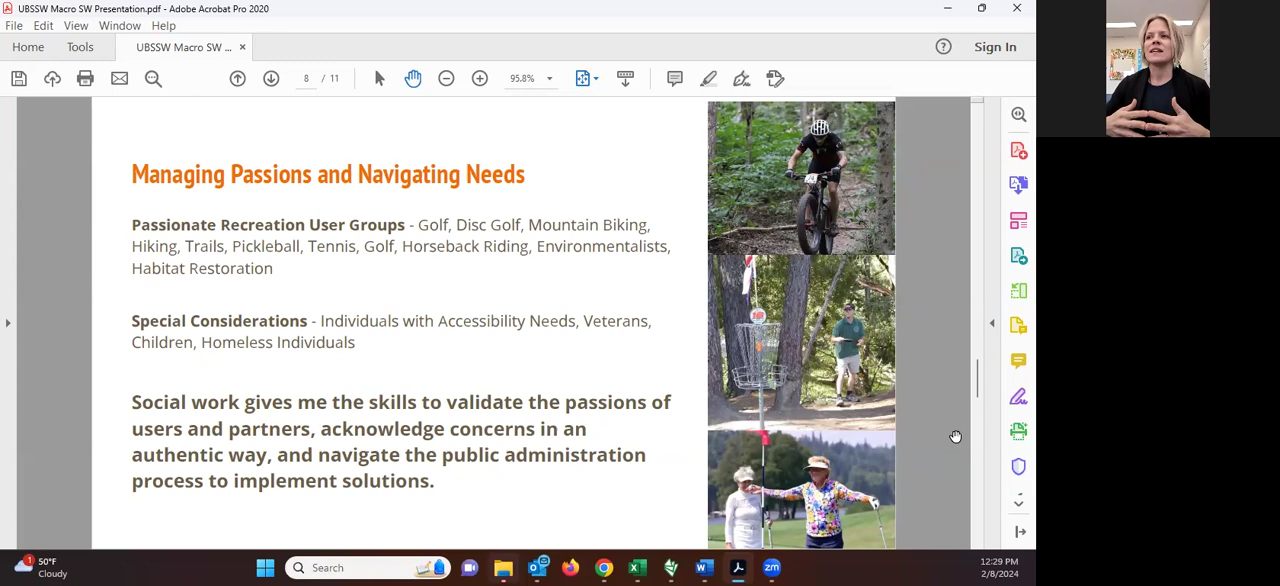 UBSSW Macro SW Presentation.pdf - Adobe Acrobat Pro 2020
File Edit View Window Help
Home Tools UBSSW Macro SW ... × Sign In
8 / 11 95.8%
Managing Passions and Navigating Needs
Passionate Recreation User Groups - Golf, Disc Golf, Mountain Biking,
Hiking, Trails, Pickleball, Tennis, Golf, Horseback Riding, Environmentalists,
Habitat Restoration
Special Considerations - Individuals with Accessibility Needs, Veterans,
Children, Homeless Individuals
Social work gives me the skills to validate the passions of
users and partners, acknowledge concerns in an
authentic way, and navigate the public administration
process to implement solutions.
1
50°F
Cloudy
Search
zm
12:29 PM
2/8/2024